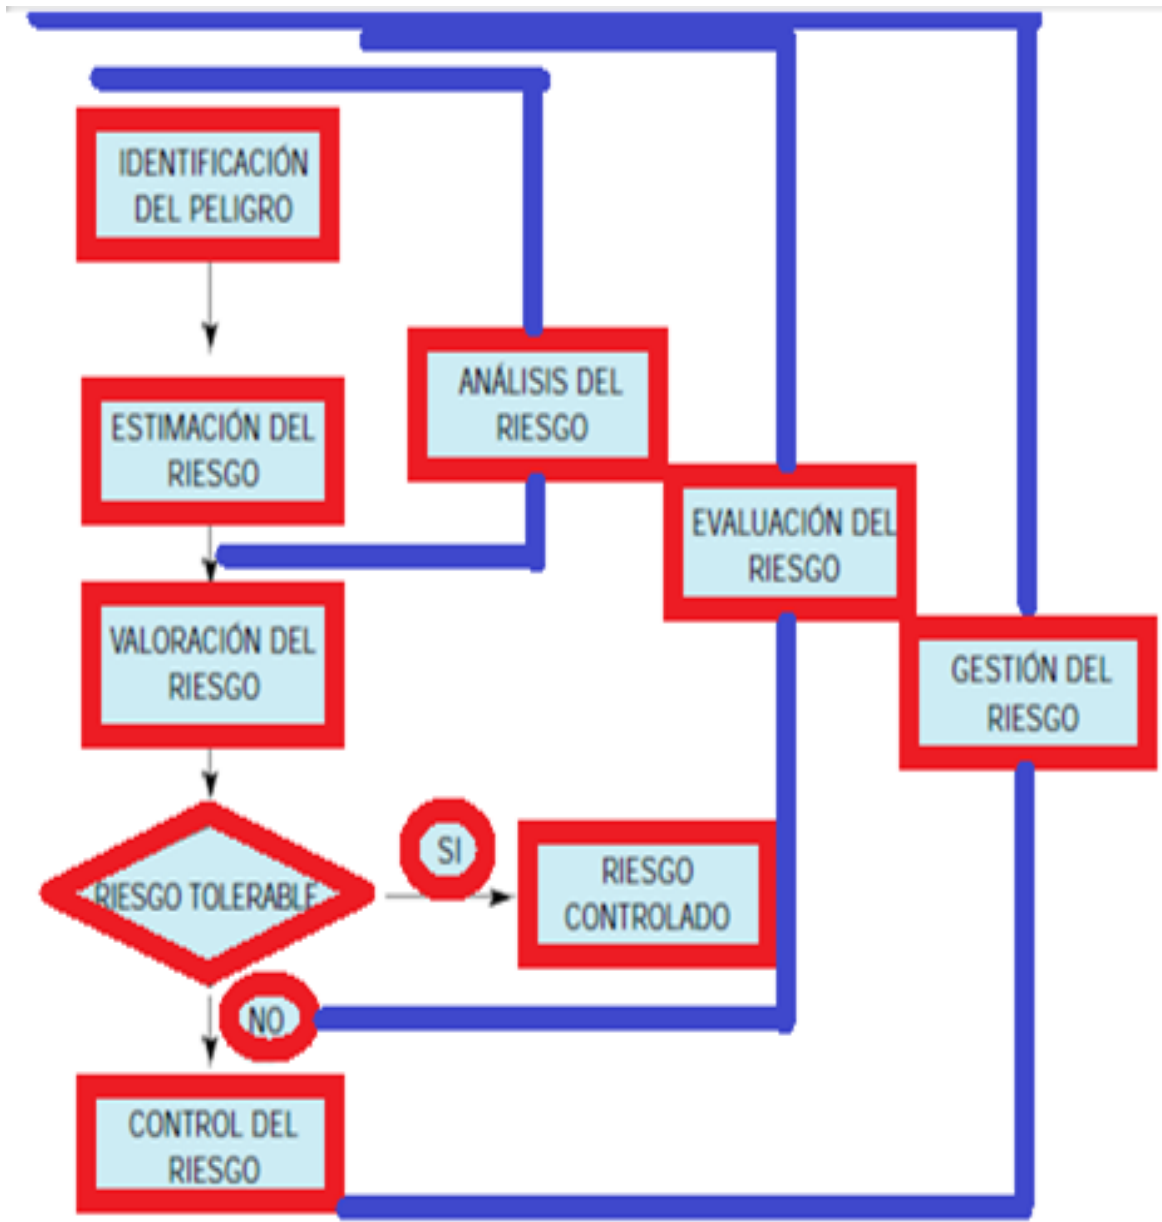 IDENTIFICACIÓN
DEL PELIGRO
ESTIMACIÓN DEL
RIESGO
ANÁLISIS DEL
RIESGO
EVALUACIÓN DEL
RIESGO
VALORACIÓN DEL
RIESGO
GESTIÓN DEL
RIESGO
RIESGO TOLERABLE
SI
RIESGO
CONTROLADO
NO
CONTROL DEL
RIESGO